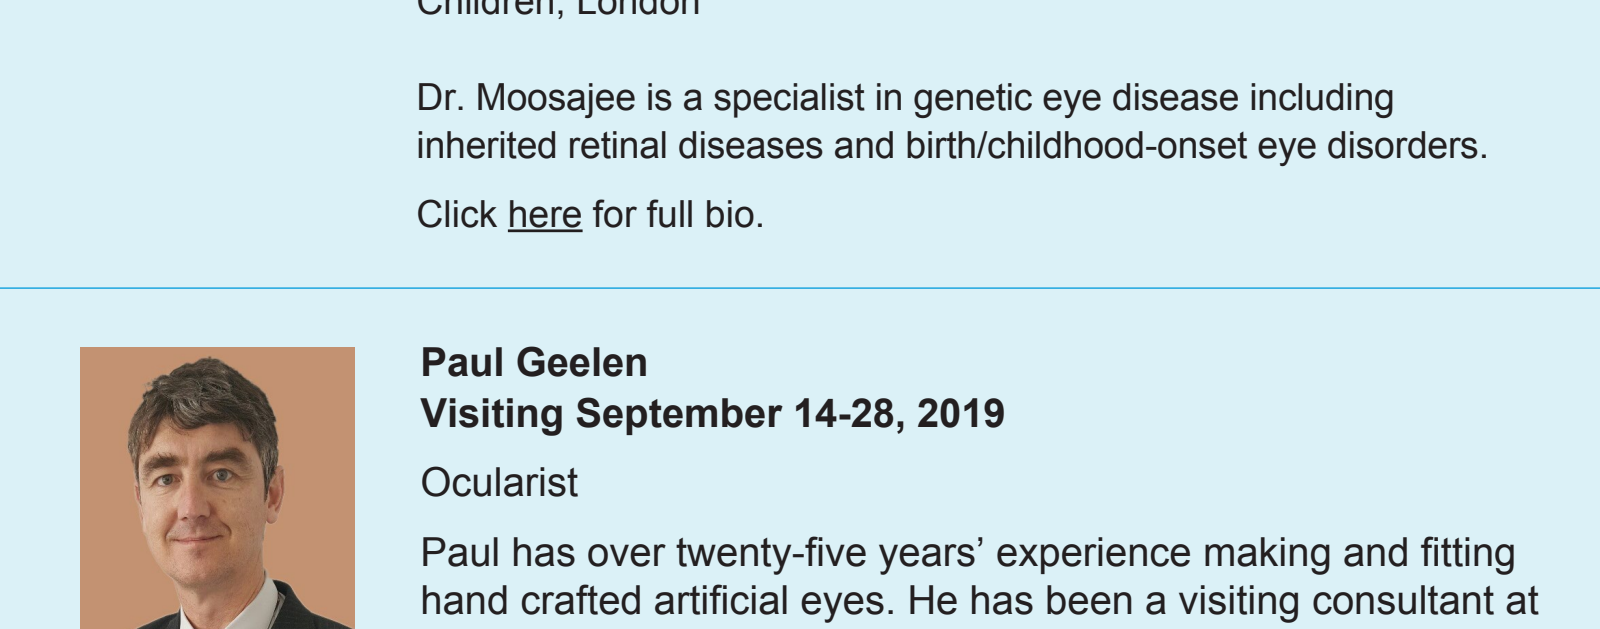 Children, London
Dr. Moosajee is a specialist in genetic eye disease including
inherited retinal diseases and birth/childhood-onset eye disorders.
Click here for full bio.
Paul Geelen
Visiting September 14-28, 2019
Ocularist
Paul has over twenty-five years’ experience making and fitting
hand crafted artificial eyes. He has been a visiting consultant at